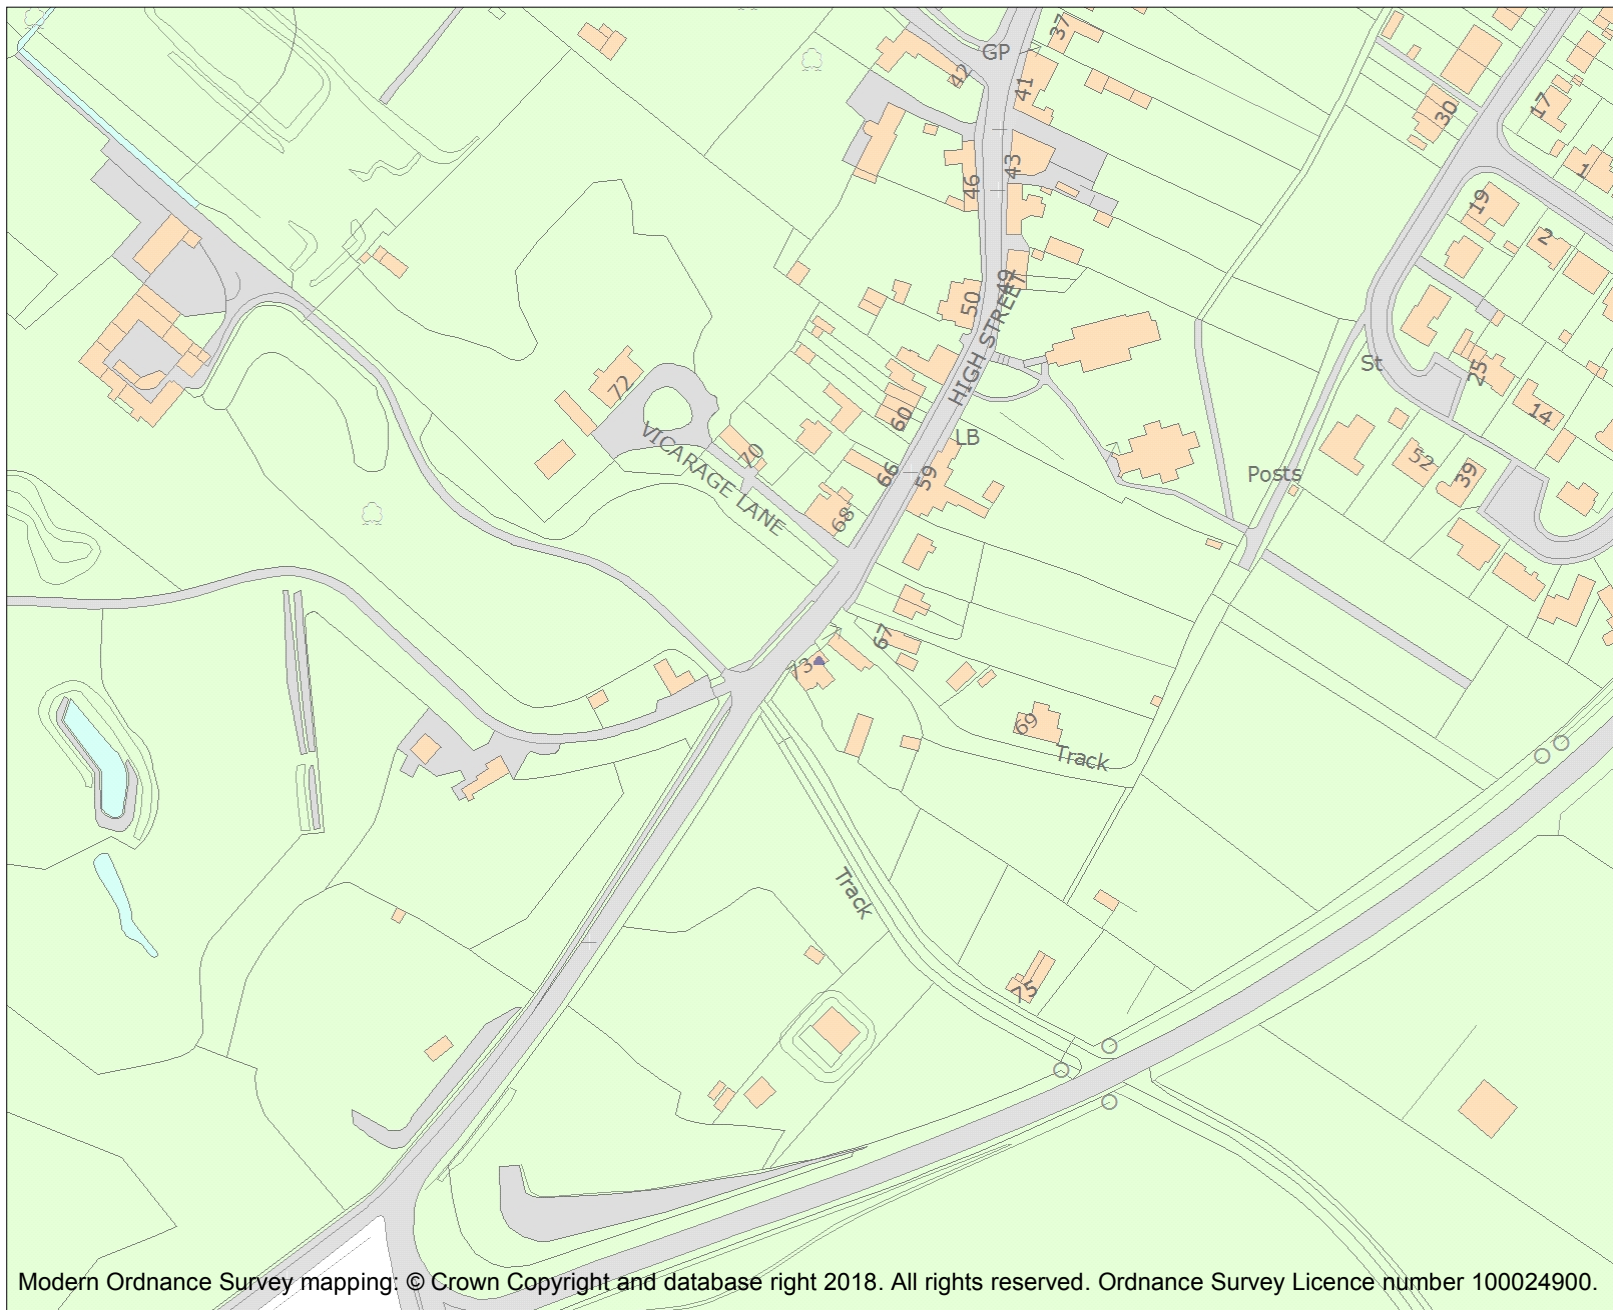 37
GP
42
41
30
17
43
1
46
19
2
49
50
HIGH STREET
St
25
72
60
14
LB
VICARAGE LANE
70
66
59
Posts
52
39
68
67
73
69
Track
Track
75
Modern Ordnance Survey mapping: © Crown Copyright and database right 2018. All rights reserved. Ordnance Survey Licence number 100024900.